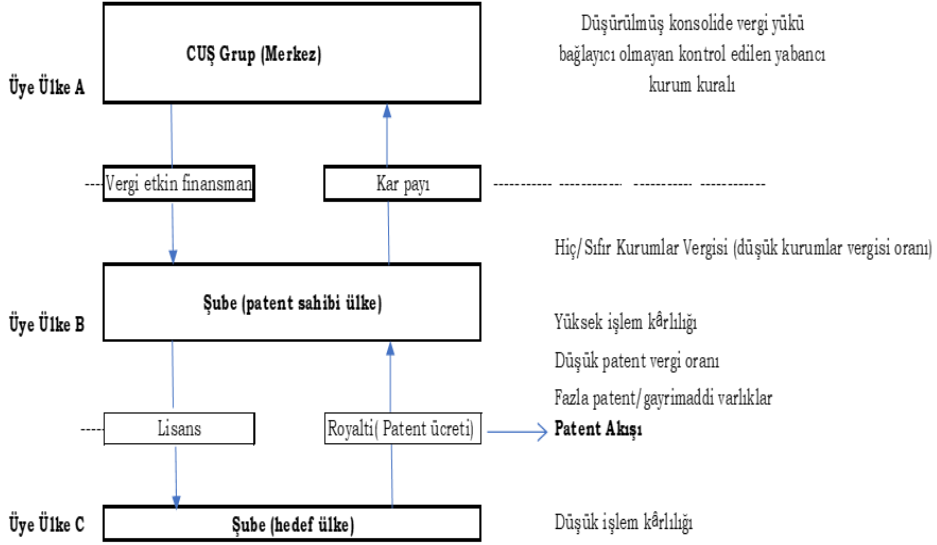 CUŞ Grup (Merkez)
Düşürülmüş konsolide vergi yükü
bağlayıcı olmayan kontrol edilen yabancı
kurum kuralı
Üye Ülke A
Vergi etkin finansman
Kar payı
Hiç/Sıfır Kurumlar Vergisi (düşük kurumlar vergisi oranı)
Şube (patent sahibi ülke)
Üye Ülke B
Yüksek işlem kârlılığı
Düşük patent vergi oranı
Fazla patent/gayrimaddi varlıklar
Lisans
Royalti( Patent ücreti)
Patent Akışı
Üye Ülke C
Şube (hedef ülke)
Düşük işlem kârlılığı